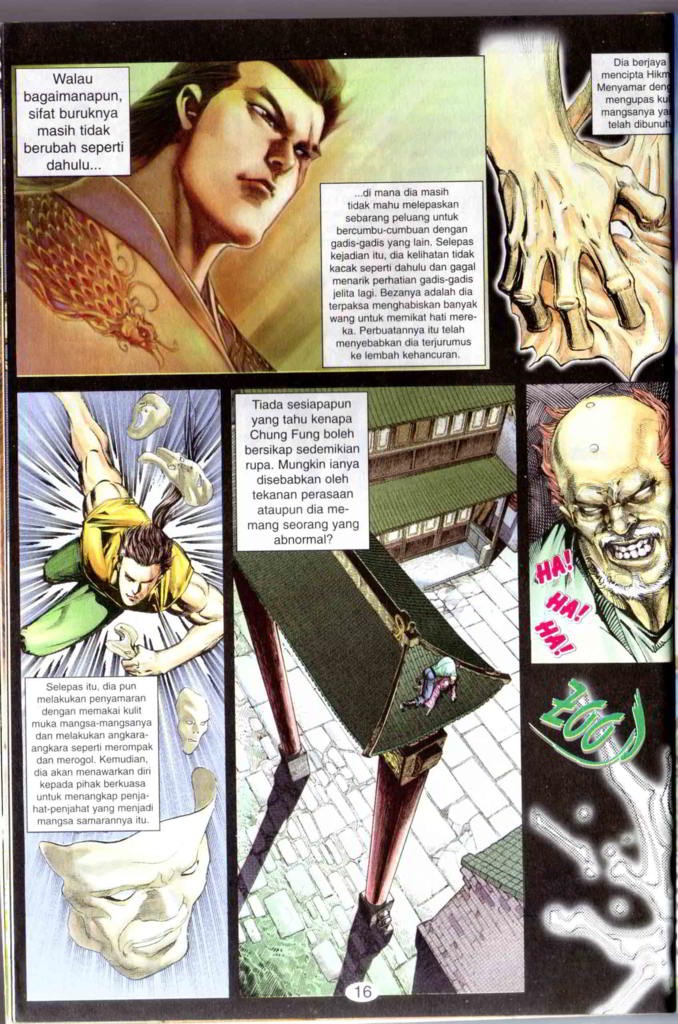 Walau
bagaimanapun,
sifat buruknya
masih tidak
berubah seperti
dahulu...
...di mana dia masih
tidak mahu melepaskan
sebarang peluang untuk
bercumbu-cumbuan dengan
gadis-gadis yang lain. Selepas
kejadian itu, dia kelihatan tidak
kacak seperti dahulu dan gagal
menarik perhatian gadis-gadis
jelita lagi. Bezanya adalah dia
terpaksa menghabiskan banyak
wang untuk memikat hati mere-
ka. Perbuatannya itu telah
menyebabkan dia terjurumus
ke lembah kehancuran.
Dia berjaya
mencipta Hikm
Menyamar deng
mengupas kul
mangsanya ya
telah dibunuh
Selepas itu, dia pun
melakukan penyamaran
dengan memakai kulit
muka mangsa-mangsanya
dan melakukan angkara-
angkara seperti merompak
dan merogol. Kemudian,
dia akan menawarkan diri
kepada pihak berkuasa
untuk menangkap penja-
hat-penjahat yang menjadi
mangsa samarannya itu.
Tiada sesiapapun
yang tahu kenapa
Chung Fung boleh
bersikap sedemikian
rupa. Mungkin ianya
disebabkan oleh
tekanan perasaan
ataupun dia me-
mang seorang yang
abnormal?
HA!
HA!
HA!
16